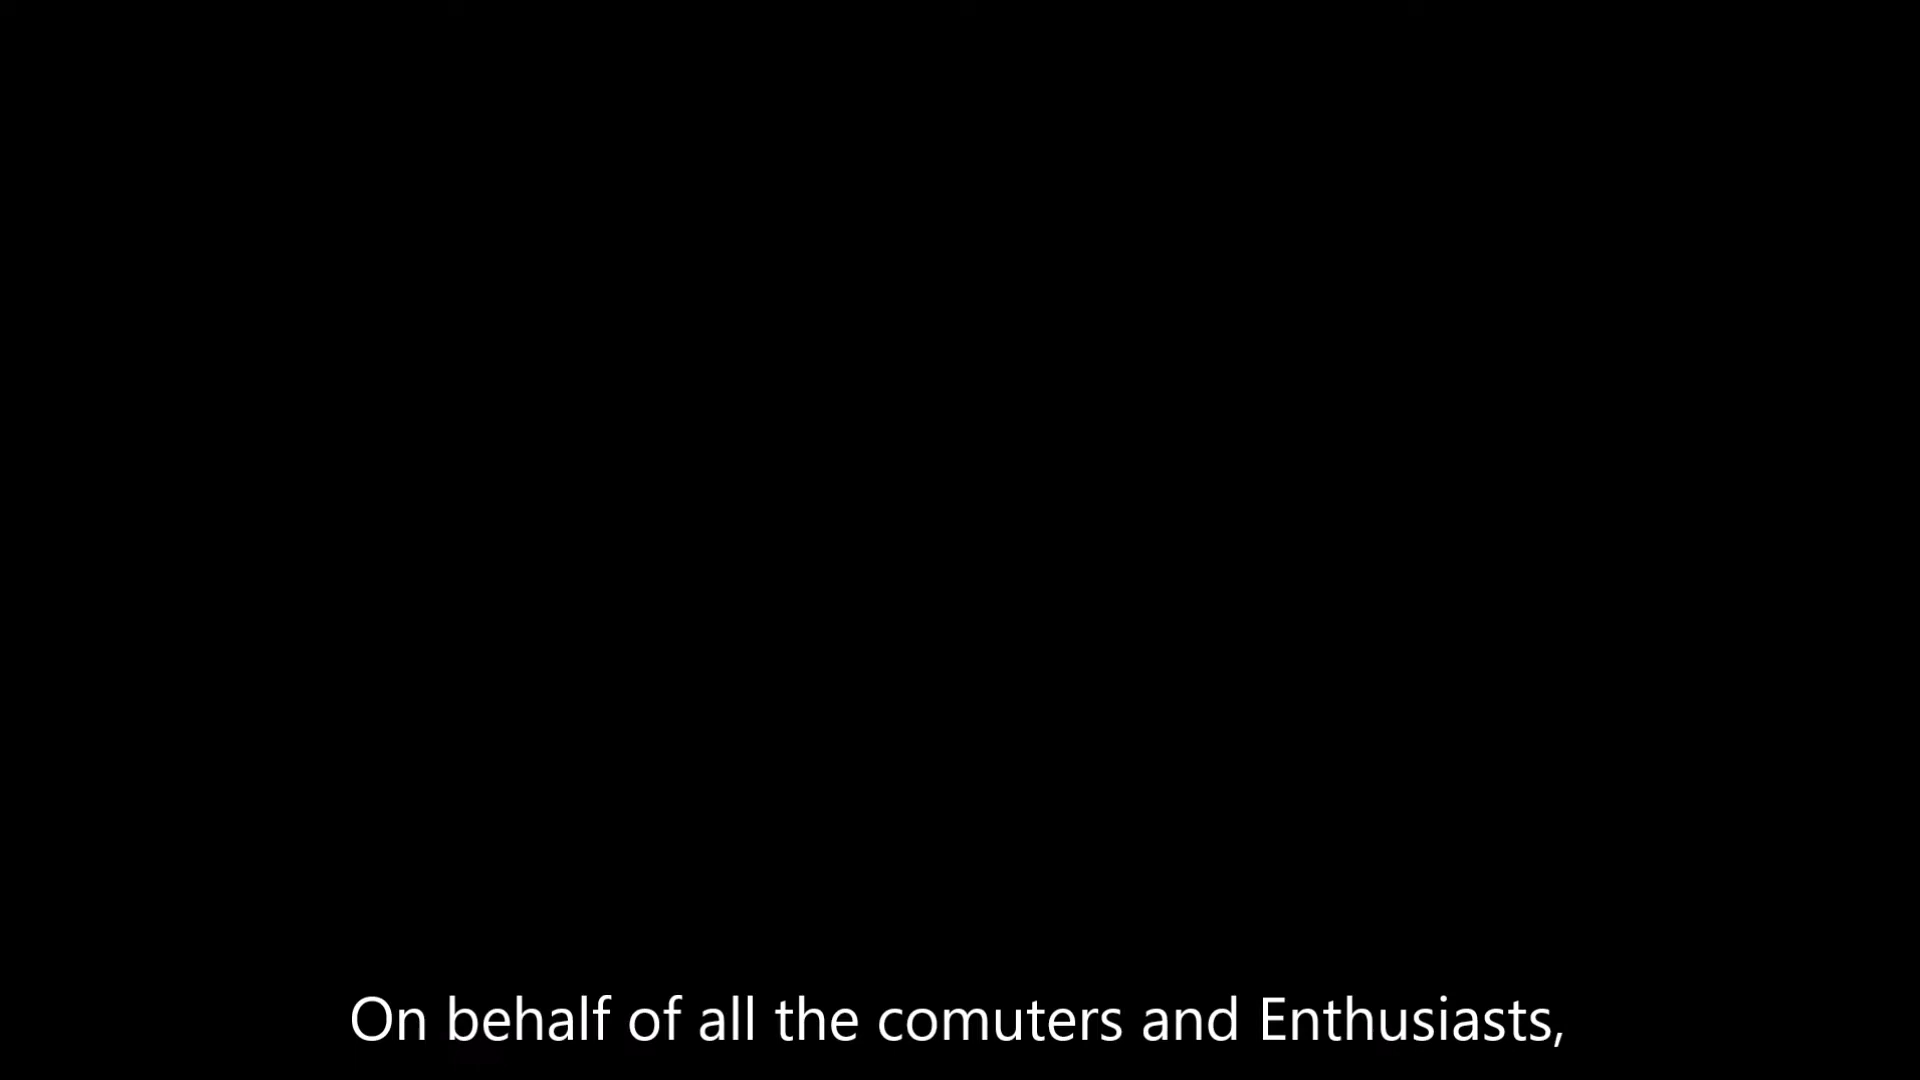 On behalf of all the comuters and Enthusiasts,